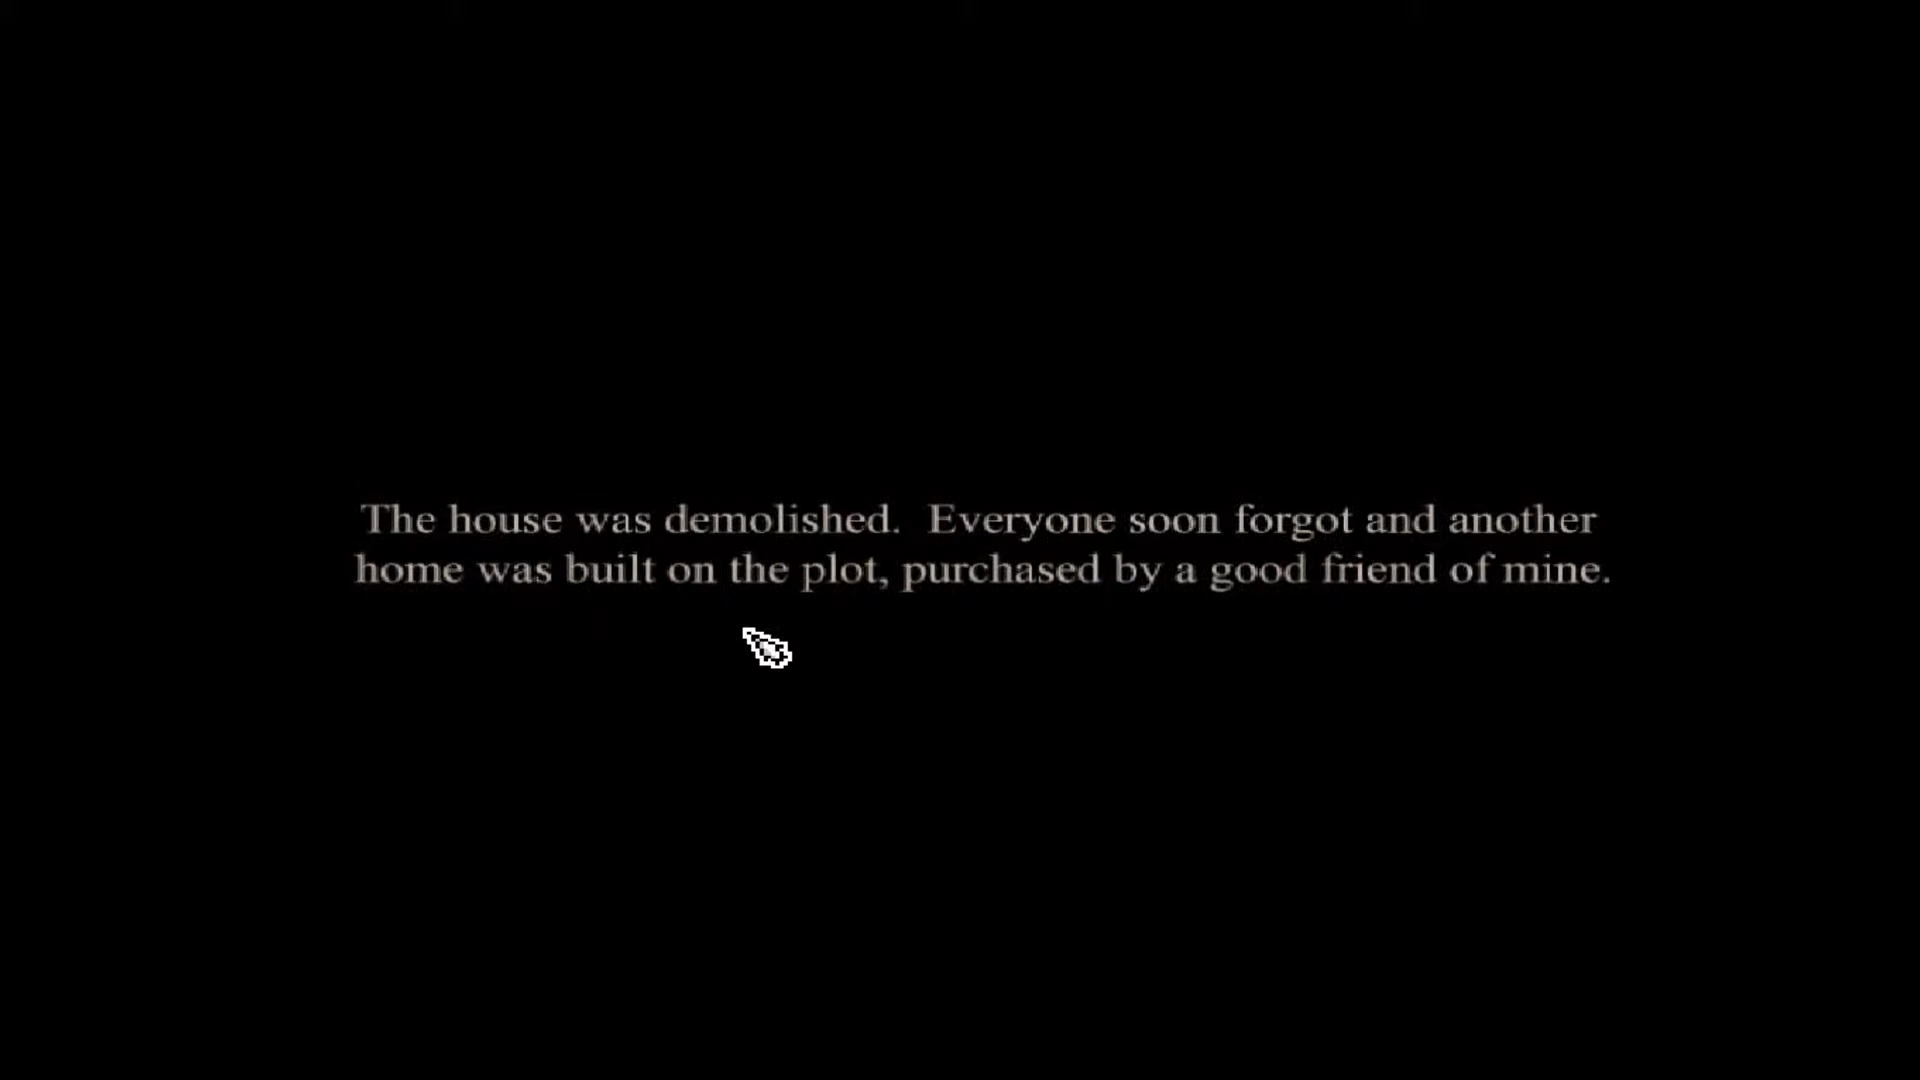 The house was demolished.  Everyone soon forgot and another
home was built on the plot, purchased by a good friend of mine.